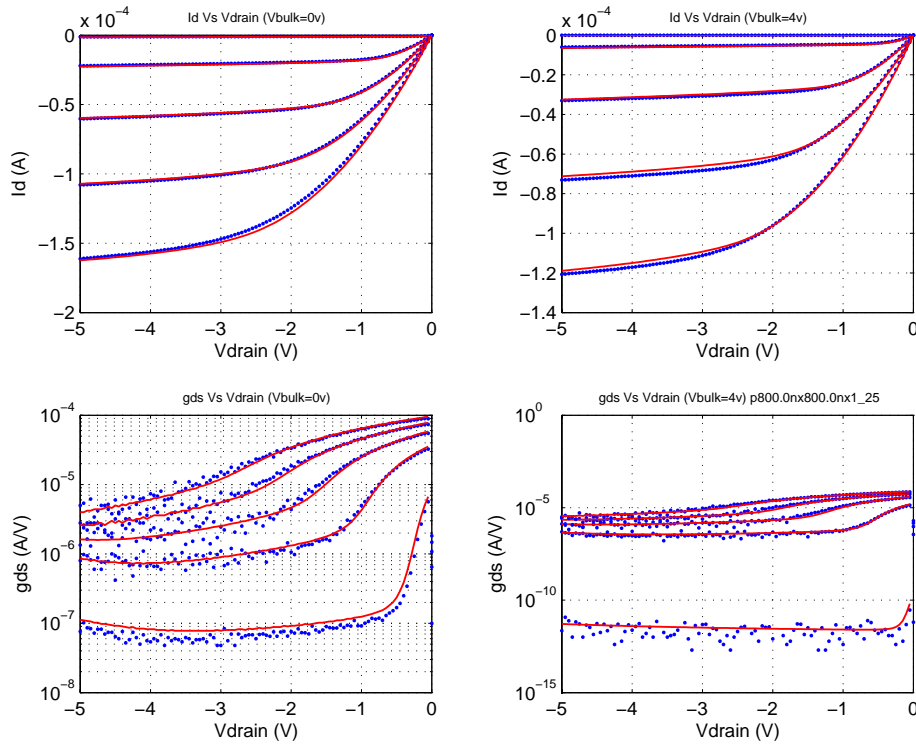 Id Vs Vdrain (Vbulk=0v)
x 10⁻⁴
0
−0.5
−1
−1.5
−2
Id (A)
−5 −4 −3 −2 −1 0
Vdrain (V)
Id Vs Vdrain (Vbulk=4v)
x 10⁻⁴
0
−0.2
−0.4
−0.6
−0.8
−1
−1.2
−1.4
Id (A)
−5 −4 −3 −2 −1 0
Vdrain (V)
gds Vs Vdrain (Vbulk=0v)
10⁻⁴
10⁻⁵
10⁻⁶
10⁻⁷
10⁻⁸
gds (A/V)
−5 −4 −3 −2 −1 0
Vdrain (V)
gds Vs Vdrain (Vbulk=4v) p800.0nx800.0nx1_25
10⁰
10⁻⁵
10⁻¹⁰
10⁻¹⁵
gds (A/V)
−5 −4 −3 −2 −1 0
Vdrain (V)